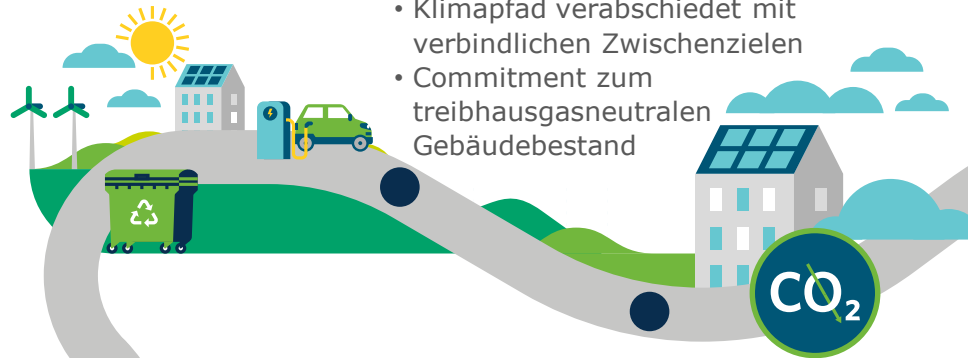 • Klimapfad verabschiedet mit
verbindlichen Zwischenzielen
• Commitment zum
treibhausgasneutralen
Gebäudebestand
CO₂